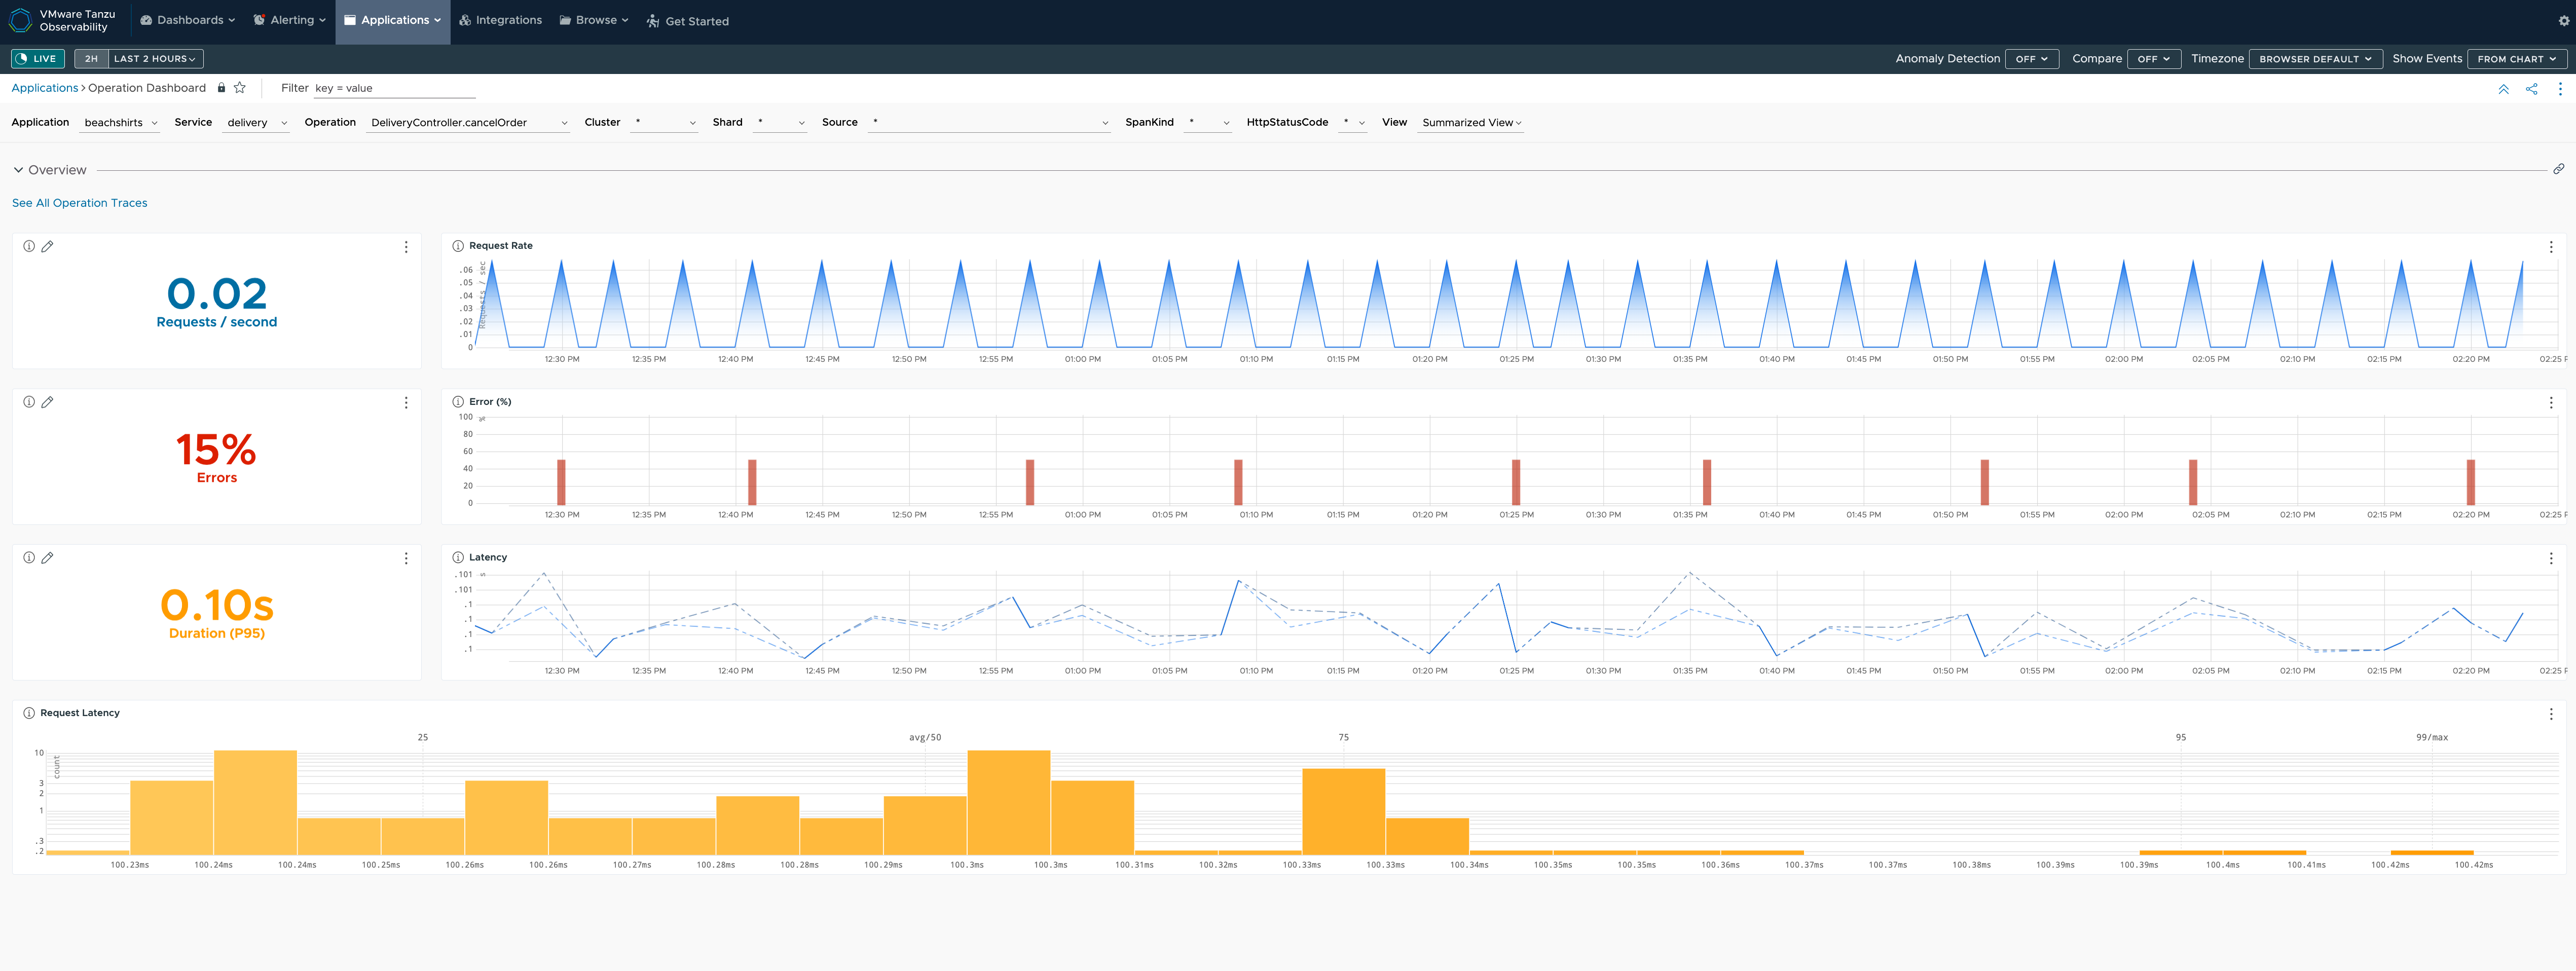 VMware Tanzu
Observability
Dashboards
Alerting
Applications
Integrations
Browse
Get Started
LIVE
2H LAST 2 HOURS
Anomaly Detection OFF Compare OFF Timezone BROWSER DEFAULT Show Events FROM CHART
Applications > Operation Dashboard
Filter key = value
Application beachshirts Service delivery Operation DeliveryController.cancelOrder Cluster * Shard * Source * SpanKind * HttpStatusCode * View Summarized View
Overview
See All Operation Traces
0.02
Requests / second
Request Rate
Requests / sec
.06
.05
.04
.03
.02
.01
0
12:30 PM 12:35 PM 12:40 PM 12:45 PM 12:50 PM 12:55 PM 01:00 PM 01:05 PM 01:10 PM 01:15 PM 01:20 PM 01:25 PM 01:30 PM 01:35 PM 01:40 PM 01:45 PM 01:50 PM 01:55 PM 02:00 PM 02:05 PM 02:10 PM 02:15 PM 02:20 PM 02:25 P
15%
Errors
Error (%)
%
100
80
60
40
20
0
12:30 PM 12:35 PM 12:40 PM 12:45 PM 12:50 PM 12:55 PM 01:00 PM 01:05 PM 01:10 PM 01:15 PM 01:20 PM 01:25 PM 01:30 PM 01:35 PM 01:40 PM 01:45 PM 01:50 PM 01:55 PM 02:00 PM 02:05 PM 02:10 PM 02:15 PM 02:20 PM 02:25 P
0.10s
Duration (P95)
Latency
s
.101
.101
.1
.1
.1
.1
12:30 PM 12:35 PM 12:40 PM 12:45 PM 12:50 PM 12:55 PM 01:00 PM 01:05 PM 01:10 PM 01:15 PM 01:20 PM 01:25 PM 01:30 PM 01:35 PM 01:40 PM 01:45 PM 01:50 PM 01:55 PM 02:00 PM 02:05 PM 02:10 PM 02:15 PM 02:20 PM 02:25 P
Request Latency
25 avg/50 75 95 99/max
count
10
3
2
1
.3
.2
100.23ms 100.24ms 100.24ms 100.25ms 100.26ms 100.26ms 100.27ms 100.28ms 100.28ms 100.29ms 100.3ms 100.3ms 100.31ms 100.32ms 100.33ms 100.33ms 100.34ms 100.35ms 100.35ms 100.36ms 100.37ms 100.37ms 100.38ms 100.39ms 100.39ms 100.4ms 100.41ms 100.42ms 100.42ms